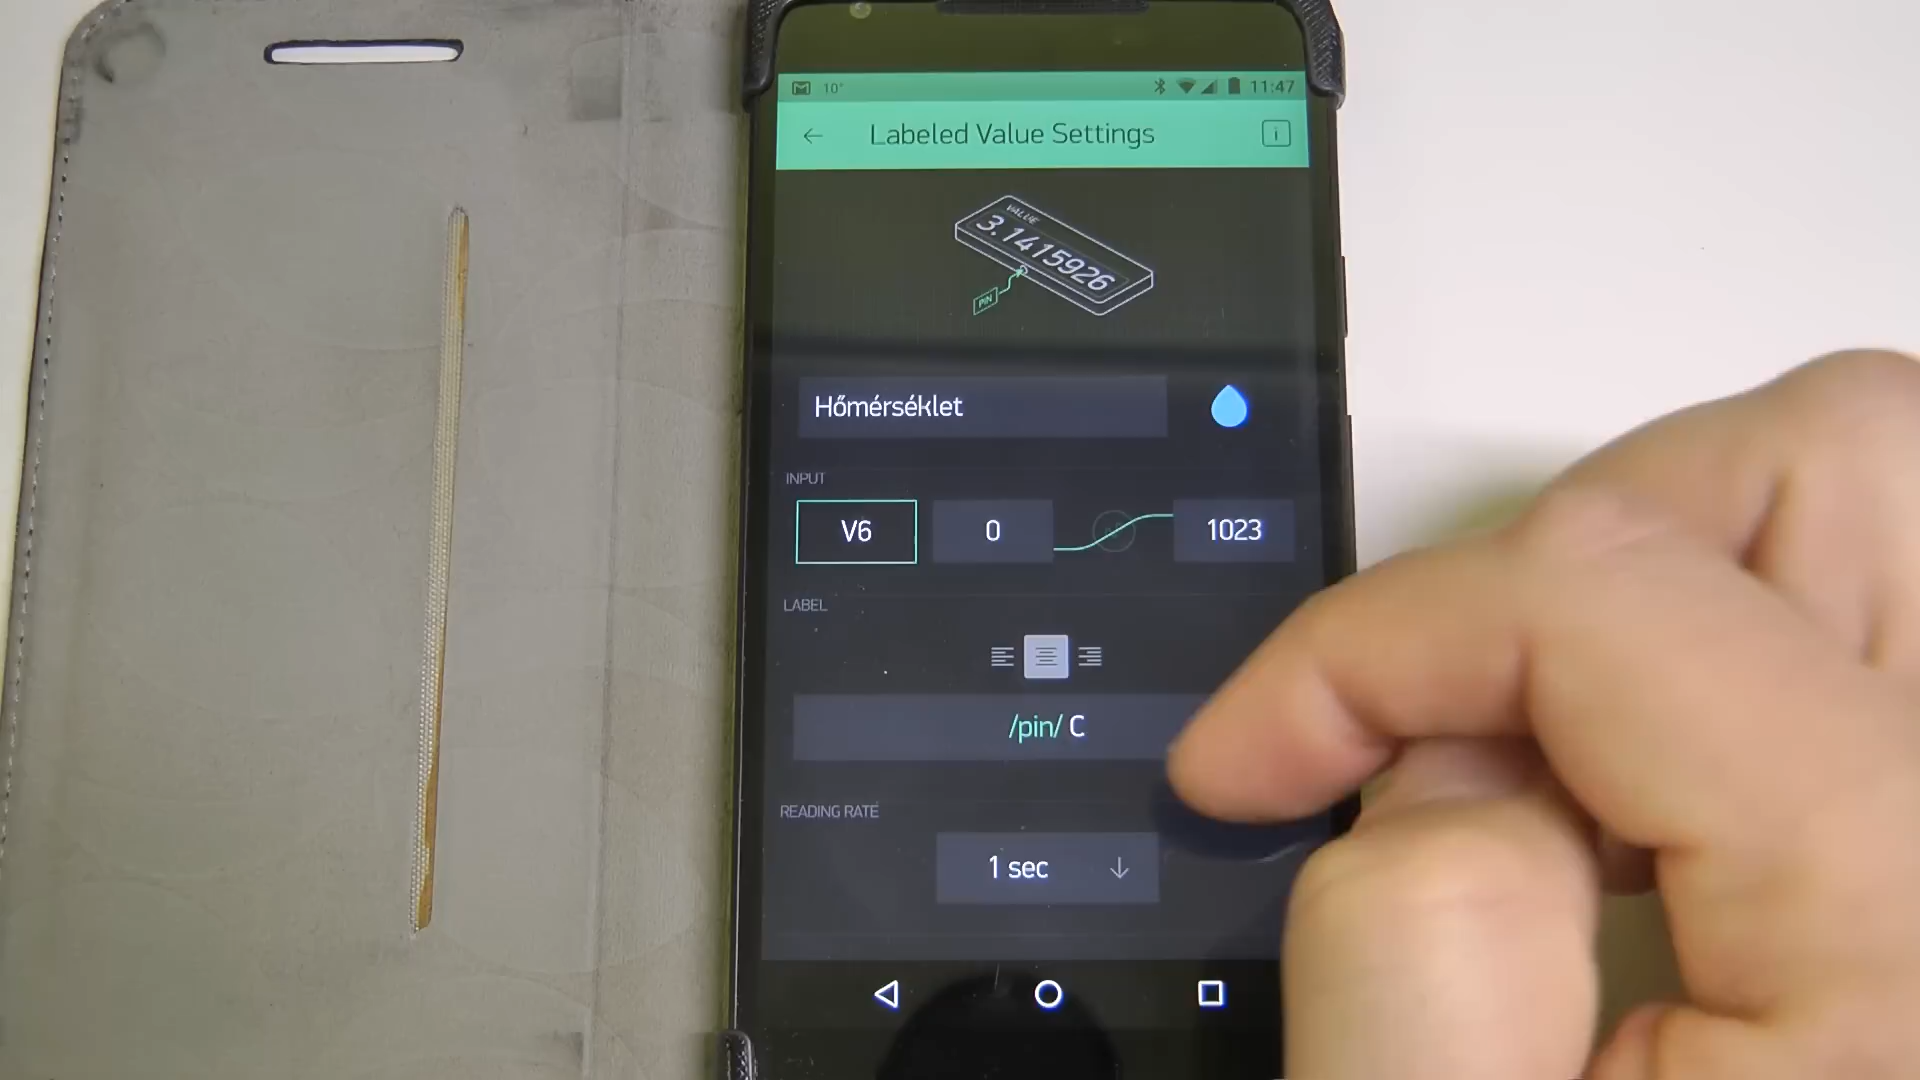 10° 11:47
Labeled Value Settings i
VALUE
3.1415926
PIN
Hőmérséklet
INPUT
V6 0 1023
LABEL
/pin/ C
READING RATE
1 sec